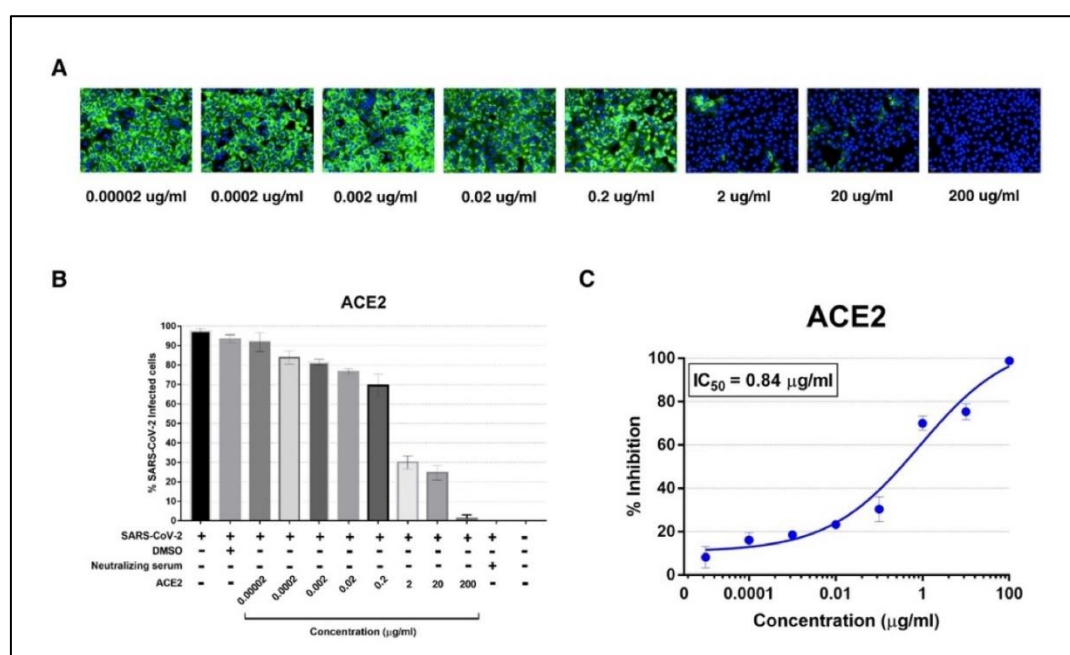 A
0.00002 ug/ml 0.0002 ug/ml 0.002 ug/ml 0.02 ug/ml 0.2 ug/ml 2 ug/ml 20 ug/ml 200 ug/ml
B
ACE2
% SARS-CoV-2 Infected cells
100
90
80
70
60
50
40
30
20
10
0
SARS-CoV-2 + + + + + + + + + + + -
DMSO - + - - - - - - - - - -
Neutralizing serum - - - - - - - - - - + -
ACE2 - - 0.00002 0.0002 0.002 0.02 0.2 2 20 200 - -
Concentration (μg/ml)
C
ACE2
IC50 = 0.84 μg/ml
% Inhibition
100
80
60
40
20
0
0 0.0001 0.01 1 100
Concentration (μg/ml)